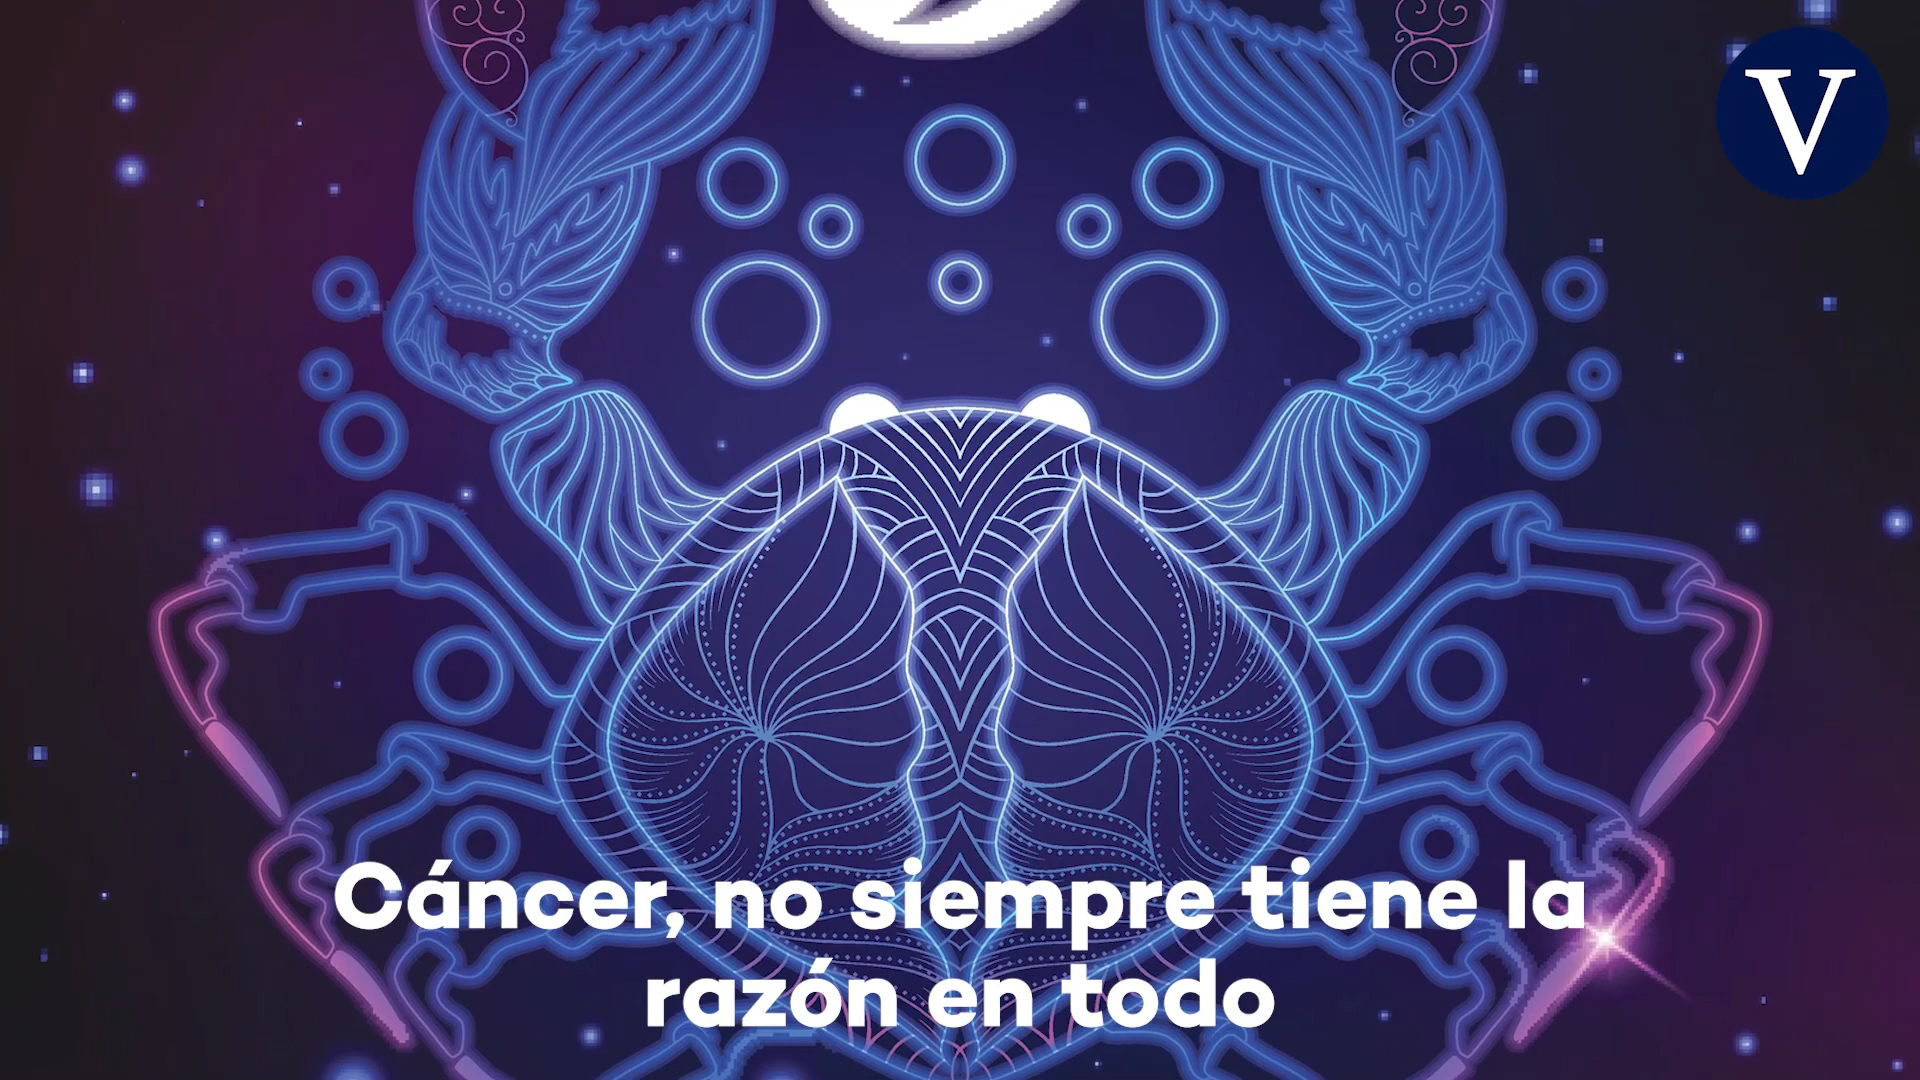 V
Cáncer, no siempre tiene la
razón en todo